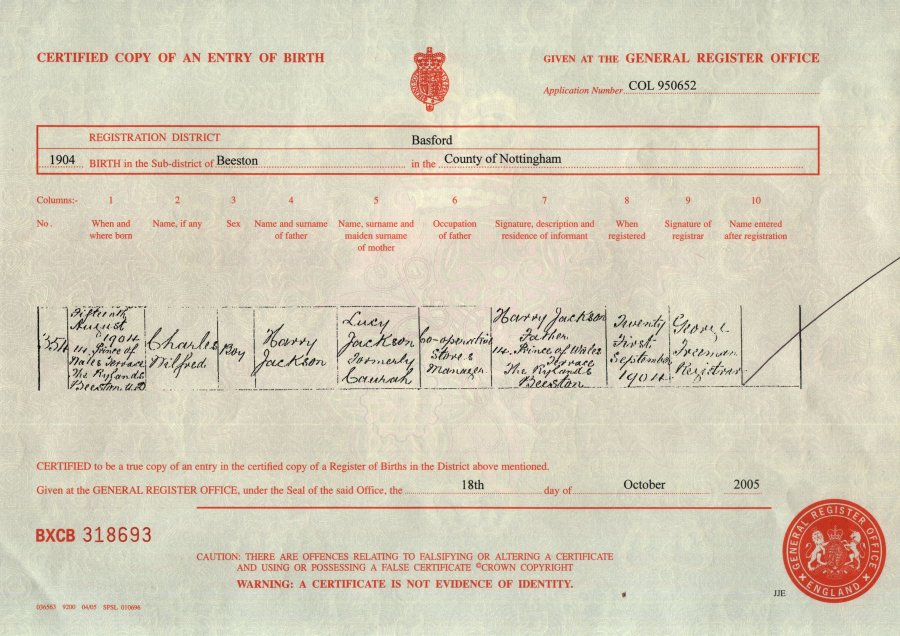 CERTIFIED COPY OF AN ENTRY OF BIRTH
GIVEN AT THE GENERAL REGISTER OFFICE
Application Number COL 950652
REGISTRATION DISTRICT Basford
1904 BIRTH in the Sub-district of Beeston in the County of Nottingham
Columns:- 1 2 3 4 5 6 7 8 9 10
No. When and where born Name, if any Sex Name and surname of father Name, surname and maiden surname of mother Occupation of father Signature, description and residence of informant When registered Signature of registrar Name entered after registration
354
Fifteenth
August
1904
14. Prince of
Wales Terrace
The Rylands
Beeston U.D
Charles
Wilfred
Boy
Harry
Jackson
Lucy
Jackson
formerly
Co-operative
Stores
Manager
Harry Jackson
Father
14. Prince of Wales
Terrace
The Rylands
Beeston
Twenty
First
September
1904
George
Freeman
Registrar
CERTIFIED to be a true copy of an entry in the certified copy of a Register of Births in the District above mentioned.
Given at the GENERAL REGISTER OFFICE, under the Seal of the said Office, the 18th day of October 2005
BXCB 318693
CAUTION: THERE ARE OFFENCES RELATING TO FALSIFYING OR ALTERING A CERTIFICATE
AND USING OR POSSESSING A FALSE CERTIFICATE ©CROWN COPYRIGHT
WARNING: A CERTIFICATE IS NOT EVIDENCE OF IDENTITY.
GENERAL REGISTER OFFICE
ENGLAND
JJE
036563 9200 04/05 SPSL 010696